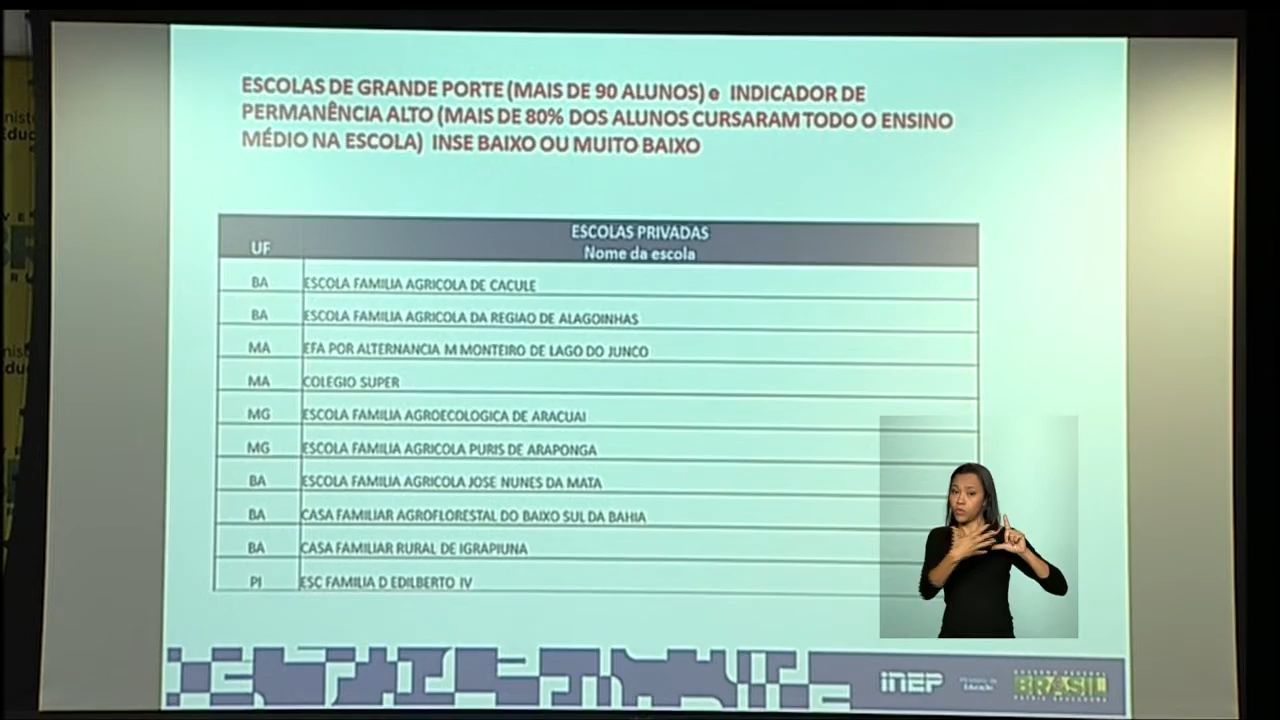 ESCOLAS DE GRANDE PORTE (MAIS DE 90 ALUNOS) e INDICADOR DE
PERMANÊNCIA ALTO (MAIS DE 80% DOS ALUNOS CURSARAM TODO O ENSINO
MÉDIO NA ESCOLA) INSE BAIXO OU MUITO BAIXO
ESCOLAS PRIVADAS
UF Nome da escola
BA ESCOLA FAMILIA AGRICOLA DE CACULE
BA ESCOLA FAMILIA AGRICOLA DA REGIAO DE ALAGOINHAS
MA EFA POR ALTERNANCIA M MONTEIRO DE LAGO DO JUNCO
MA COLEGIO SUPER
MG ESCOLA FAMILIA AGROECOLOGICA DE ARACUAI
MG ESCOLA FAMILIA AGRICOLA PURIS DE ARAPONGA
BA ESCOLA FAMILIA AGRICOLA JOSE NUNES DA MATA
BA CASA FAMILIAR AGROFLORESTAL DO BAIXO SUL DA BAHIA
BA CASA FAMILIAR RURAL DE IGRAPIUNA
PI ESC FAMILIA D EDILBERTO IV
INEP
Ministério da
Educação
BRASIL